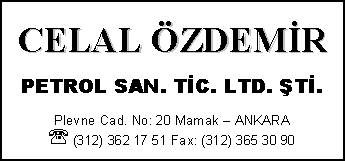 CELAL ÖZDEMİR
PETROL SAN. TİC. LTD. ŞTİ.
Plevne Cad. No: 20 Mamak – ANKARA
☎ (312) 362 17 51 Fax: (312) 365 30 90